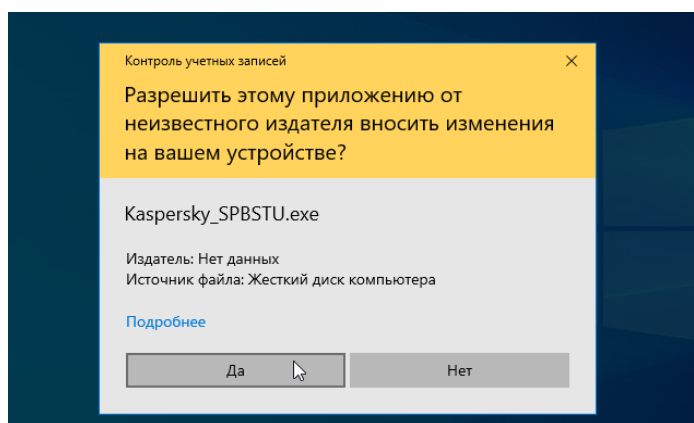 Контроль учетных записей
Разрешить этому приложению от
неизвестного издателя вносить изменения
на вашем устройстве?
Kaspersky_SPBSTU.exe
Издатель: Нет данных
Источник файла: Жесткий диск компьютера
Подробнее
Да
Нет